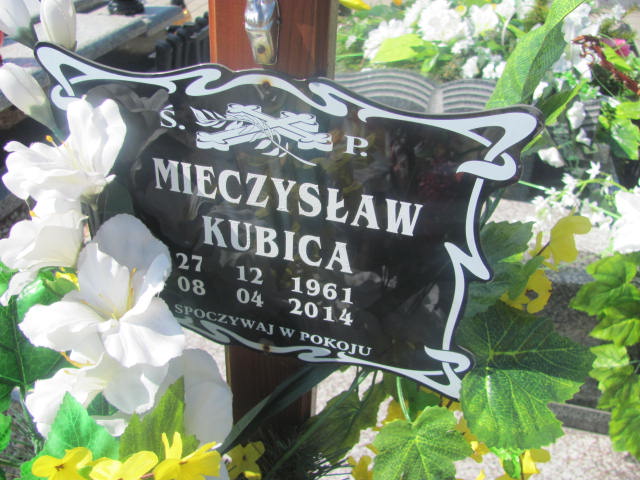 Ś. P.
MIECZYSŁAW
KUBICA
27 12 1961
08 04 2014
SPOCZYWAJ W POKOJU